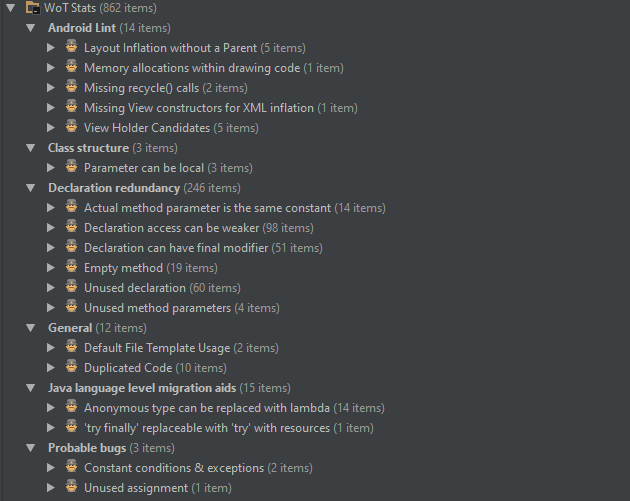 WoT Stats (862 items)
Android Lint (14 items)
Layout Inflation without a Parent (5 items)
Memory allocations within drawing code (1 item)
Missing recycle() calls (2 items)
Missing View constructors for XML inflation (1 item)
View Holder Candidates (5 items)
Class structure (3 items)
Parameter can be local (3 items)
Declaration redundancy (246 items)
Actual method parameter is the same constant (14 items)
Declaration access can be weaker (98 items)
Declaration can have final modifier (51 items)
Empty method (19 items)
Unused declaration (60 items)
Unused method parameters (4 items)
General (12 items)
Default File Template Usage (2 items)
Duplicated Code (10 items)
Java language level migration aids (15 items)
Anonymous type can be replaced with lambda (14 items)
'try finally' replaceable with 'try' with resources (1 item)
Probable bugs (3 items)
Constant conditions & exceptions (2 items)
Unused assignment (1 item)